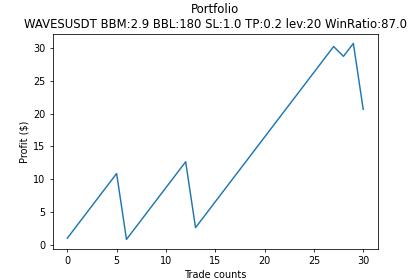 Portfolio
WAVESUSDT BBM:2.9 BBL:180 SL:1.0 TP:0.2 lev:20 WinRatio:87.0
30
25
20
15
10
5
0
Profit ($)
0 5 10 15 20 25 30
Trade counts